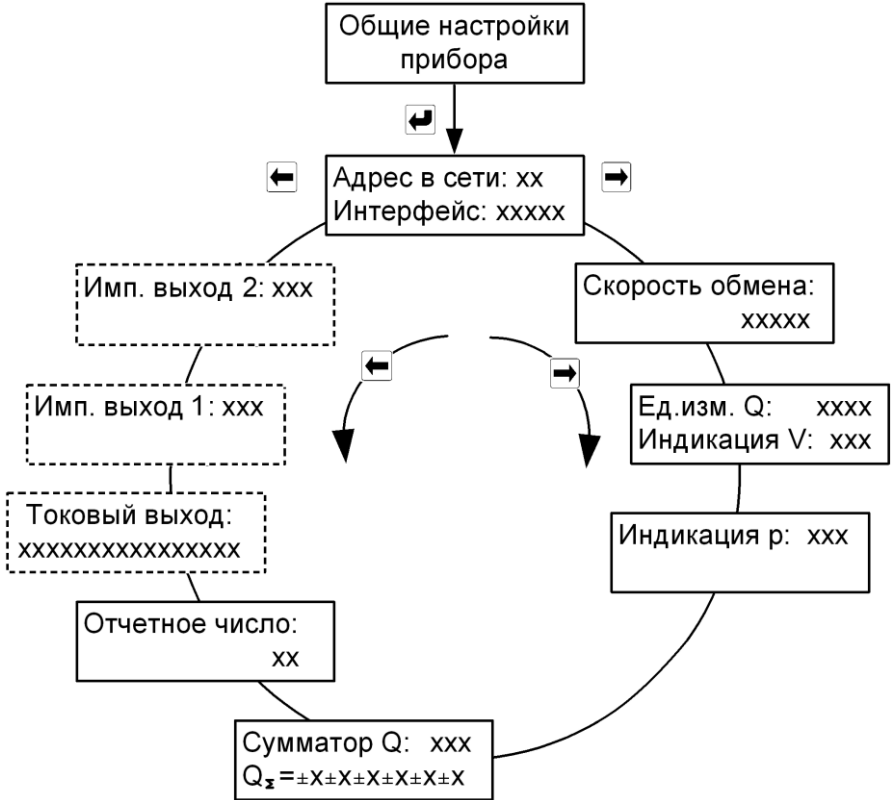 Общие настройки
прибора
Адрес в сети: xx
Интерфейс: xxxxx
Имп. выход 2: xxx
Скорость обмена:
xxxxx
Имп. выход 1: xxx
Ед.изм. Q: xxxx
Индикация V: xxx
Токовый выход:
xxxxxxxxxxxxxxxx
Индикация p: xxx
Отчетное число:
xx
Сумматор Q: xxx
QΣ=±x±x±x±x±x±x